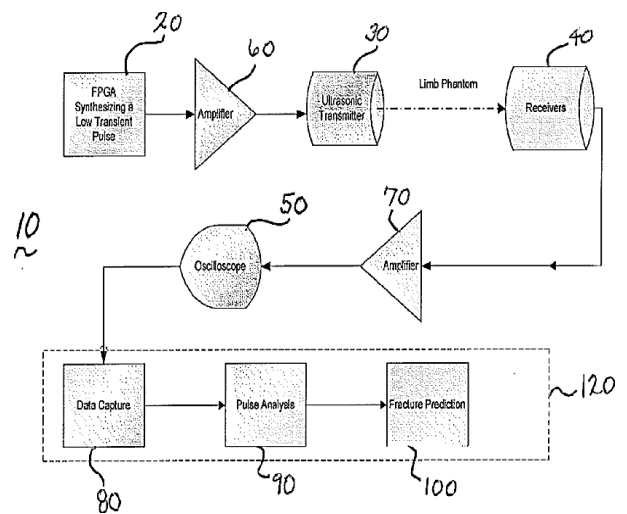 20
60
30
40
FPGA
Synthesizing a
Low Transient
Pulse
Amplifier
Ultrasonic
Transmitter
Limb Phantom
Receivers
10
50
70
Oscilloscope
Amplifier
Data Capture
Pulse Analysis
Fracture Prediction
120
80
90
100